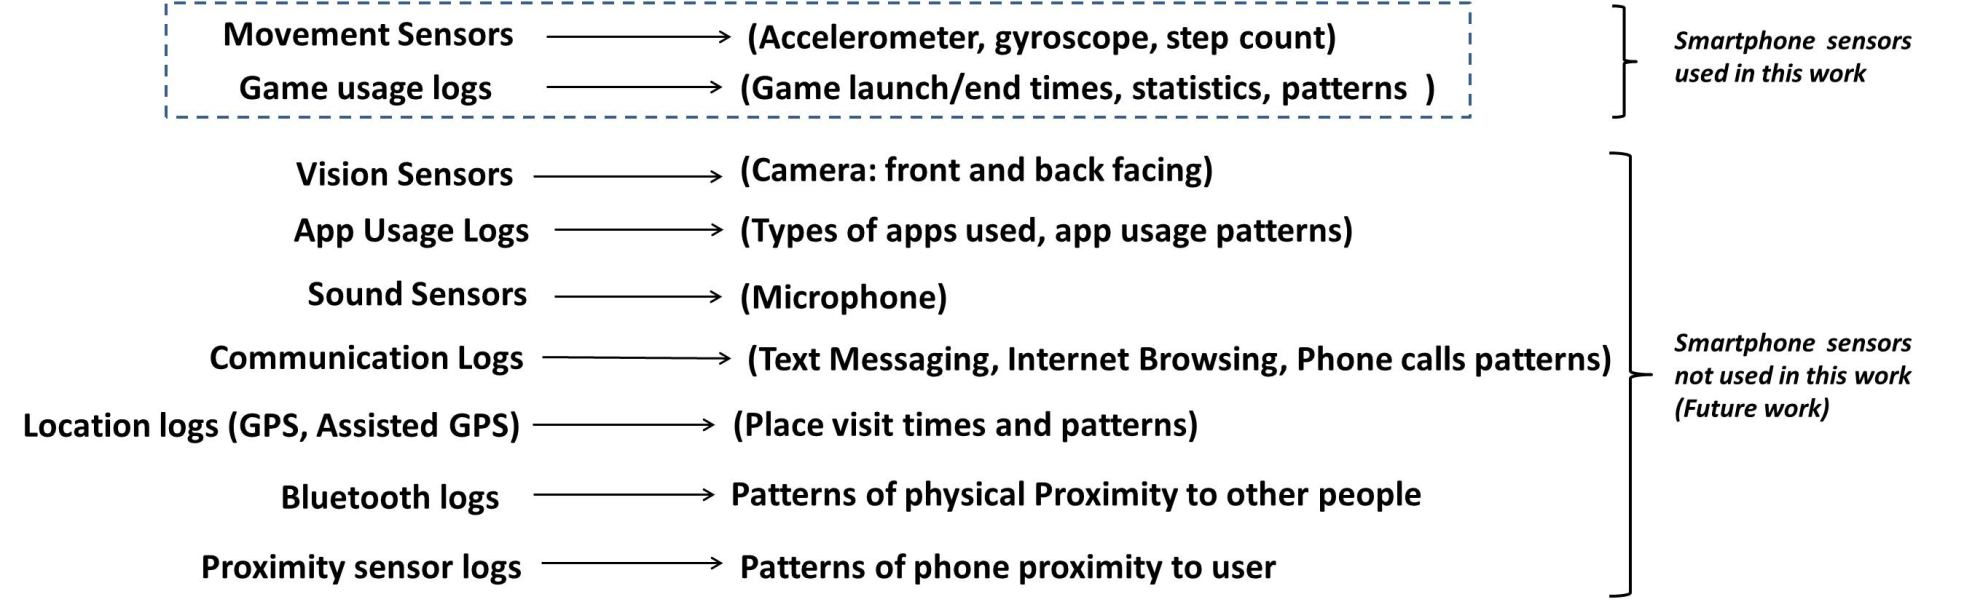 Movement Sensors (Accelerometer, gyroscope, step count)
Game usage logs (Game launch/end times, statistics, patterns )
Smartphone sensors
used in this work
Vision Sensors (Camera: front and back facing)
App Usage Logs (Types of apps used, app usage patterns)
Sound Sensors (Microphone)
Communication Logs (Text Messaging, Internet Browsing, Phone calls patterns)
Location logs (GPS, Assisted GPS) (Place visit times and patterns)
Bluetooth logs Patterns of physical Proximity to other people
Proximity sensor logs Patterns of phone proximity to user
Smartphone sensors
not used in this work
(Future work)